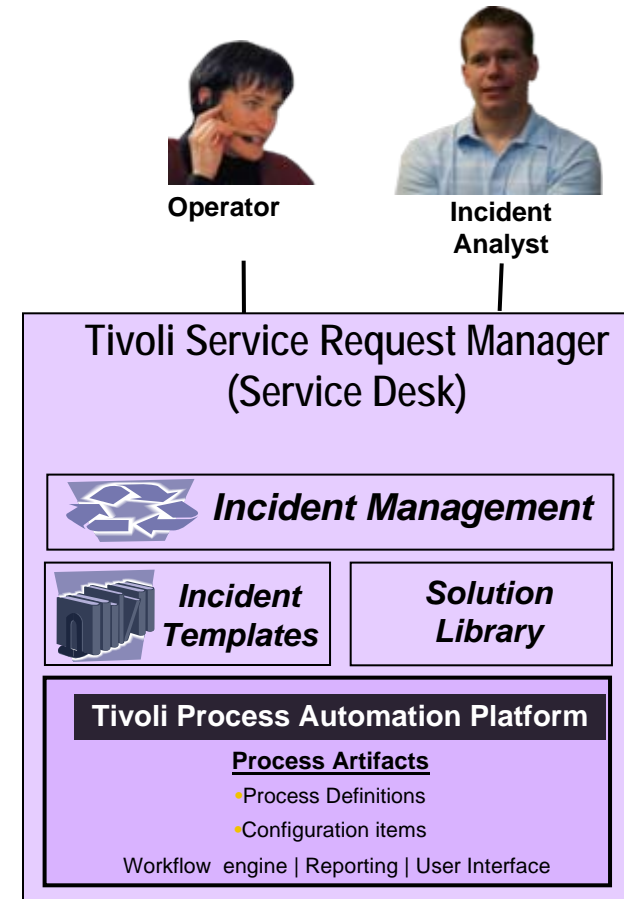 Operator
Incident
Analyst
Tivoli Service Request Manager
(Service Desk)
Incident Management
Incident
Templates
Solution
Library
Tivoli Process Automation Platform
Process Artifacts
•Process Definitions
•Configuration items
Workflow engine | Reporting | User Interface